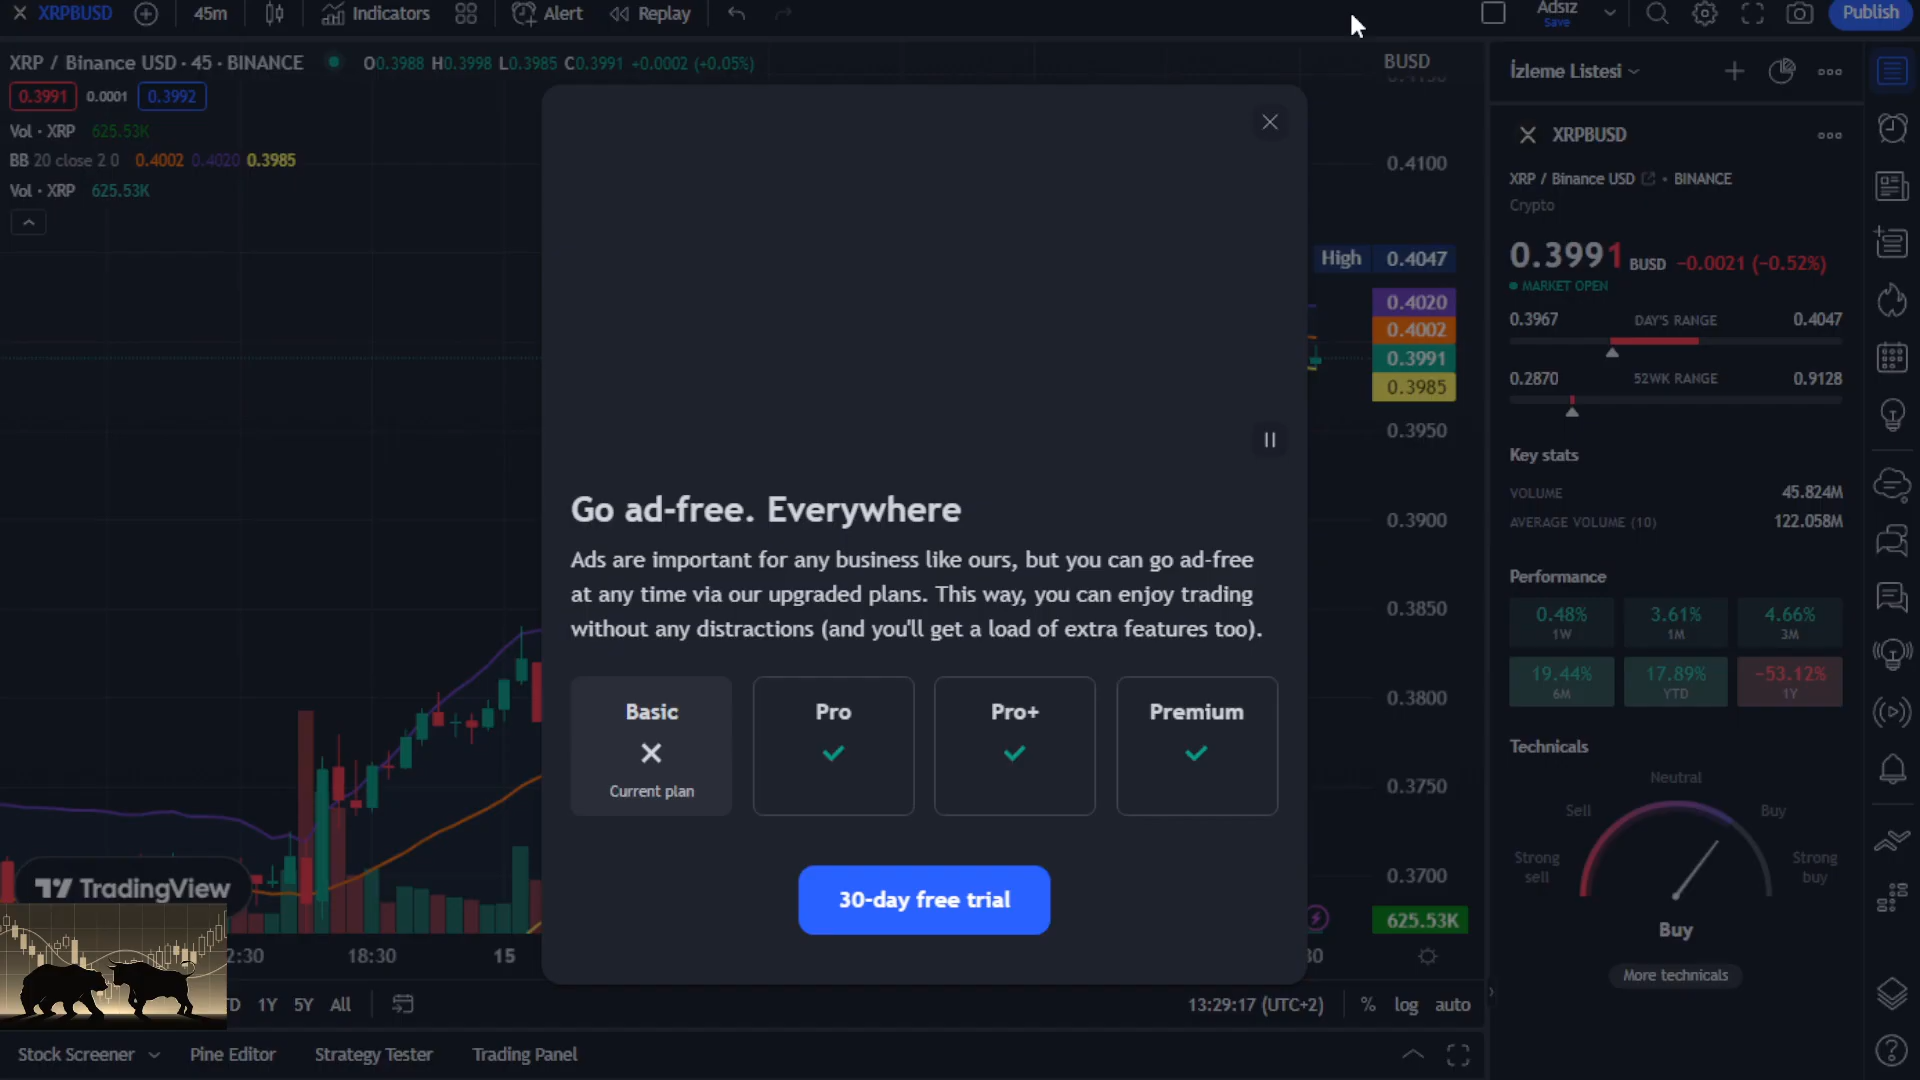 XRPBUSD
45m
Indicators
Alert
Replay
Adsız
Save
Publish
XRP / Binance USD · 45 · BINANCE
O0.3988 H0.3998 L0.3985 C0.3991 +0.0002 (+0.05%)
0.3991 0.0001 0.3992
Vol · XRP 625.53K
BB 20 close 2 0 0.4002 0.4020 0.3985
Vol · XRP 625.53K
BUSD
0.4100
High 0.4047
0.4020
0.4002
0.3991
0.3985
0.3950
0.3900
0.3850
0.3800
0.3750
0.3700
625.53K
Go ad-free. Everywhere
Ads are important for any business like ours, but you can go ad-free
at any time via our upgraded plans. This way, you can enjoy trading
without any distractions (and you'll get a load of extra features too).
Basic
Current plan
Pro
Pro+
Premium
30-day free trial
TradingView
2:30
18:30
15
30
D
1Y
5Y
All
13:29:17 (UTC+2)
%
log
auto
Stock Screener
Pine Editor
Strategy Tester
Trading Panel
İzleme Listesi
XRPBUSD
XRP / Binance USD · BINANCE
Crypto
0.3991 BUSD −0.0021 (−0.52%)
MARKET OPEN
0.3967 DAY'S RANGE 0.4047
0.2870 52WK RANGE 0.9128
Key stats
VOLUME 45.824M
AVERAGE VOLUME (10) 122.058M
Performance
0.48% 3.61% 4.66%
1W 1M 3M
19.44% 17.89% −53.12%
6M YTD 1Y
Technicals
Neutral
Sell Buy
Strong sell
Strong buy
Buy
More technicals